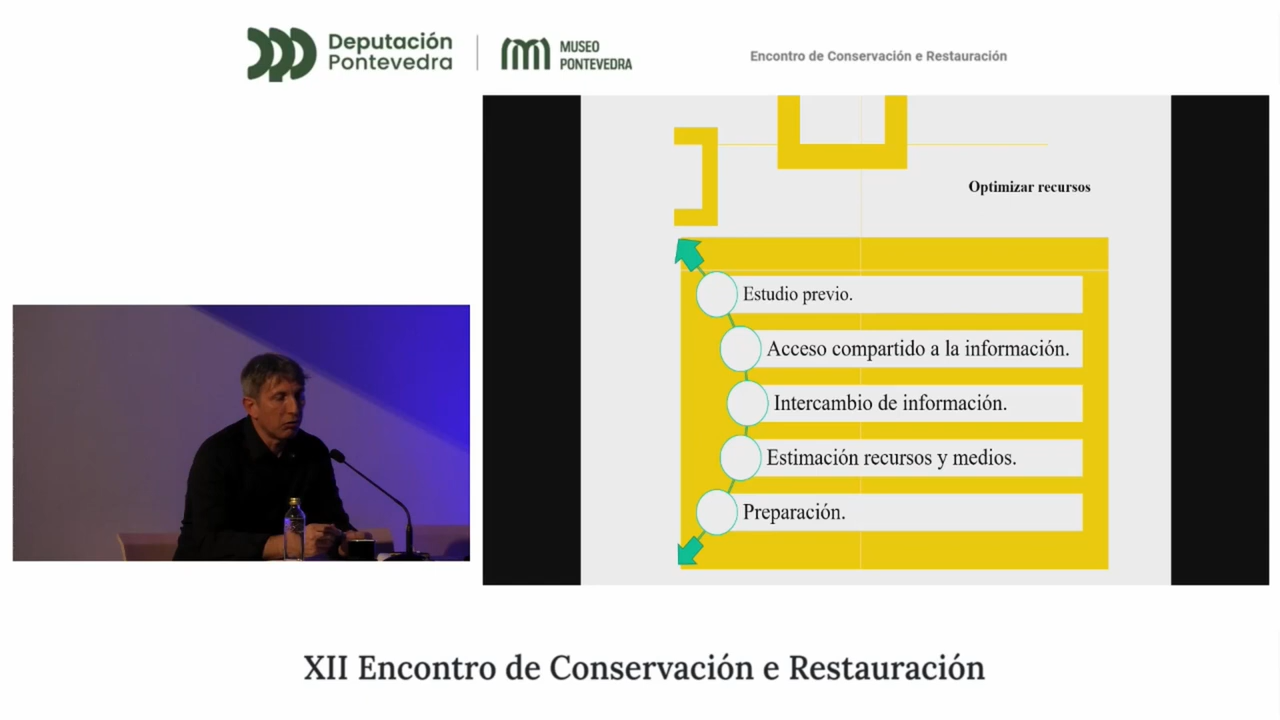 Deputación
Pontevedra
MUSEO
PONTEVEDRA
Encontro de Conservación e Restauración
Optimizar recursos
Estudio previo.
Acceso compartido a la información.
Intercambio de información.
Estimación recursos y medios.
Preparación.
XII Encontro de Conservación e Restauración